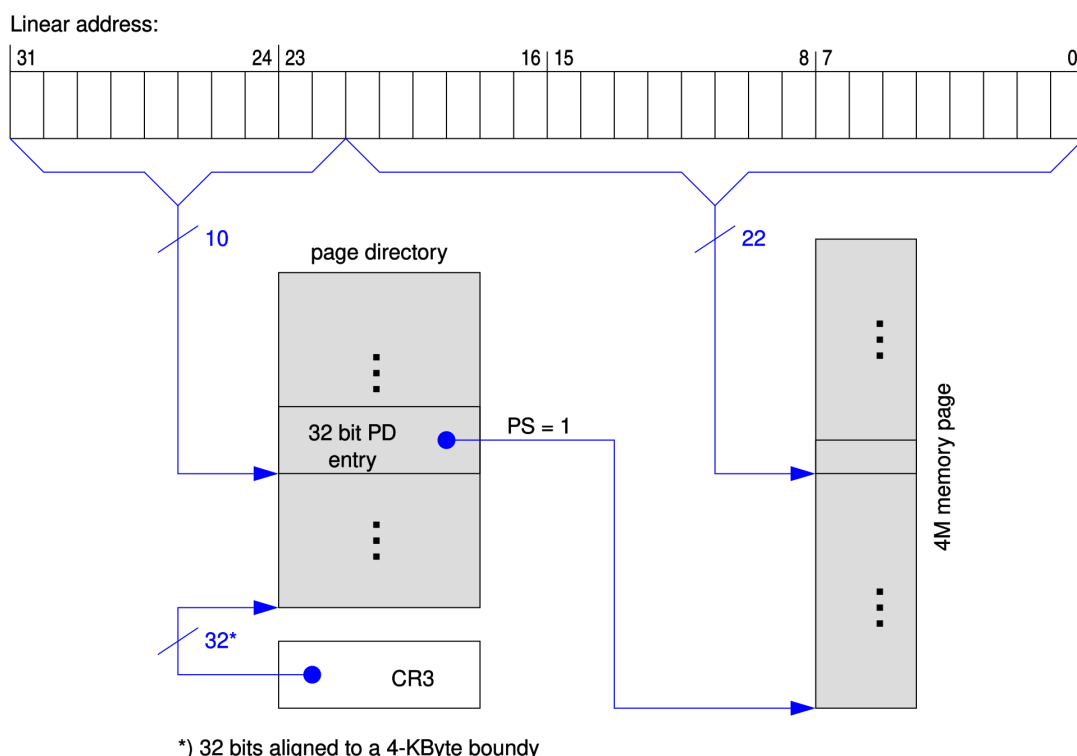 Linear address:
31 24 23 16 15 8 7 0
10 22
page directory
32 bit PD
entry
PS = 1
4M memory page
32*
CR3
*) 32 bits aligned to a 4-KByte boundy